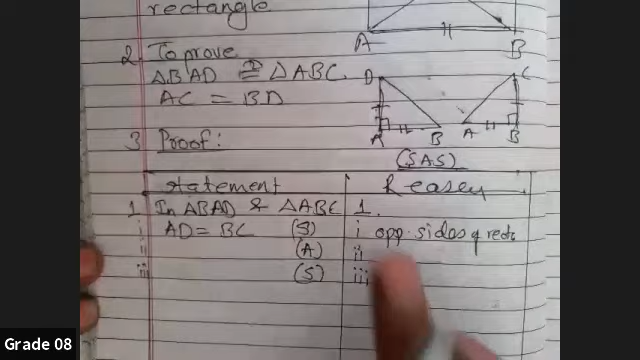 rectangle
A B
2. To prove
ΔBAD ≅ ΔABC.
AC = BD
D C
A B A B
3 Proof:
(SAS)
statement Reason
1 In ΔBAD & ΔABC 1.
i AD = BC (S) i opp. sides of rect
ii (A) ii
iii (S) iii
Grade 08